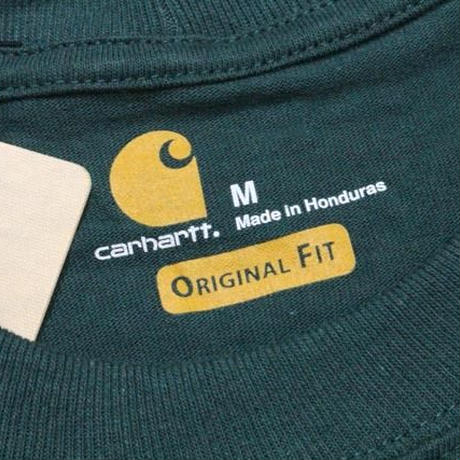 carhartt.
M
Made in Honduras
ORIGINAL FIT